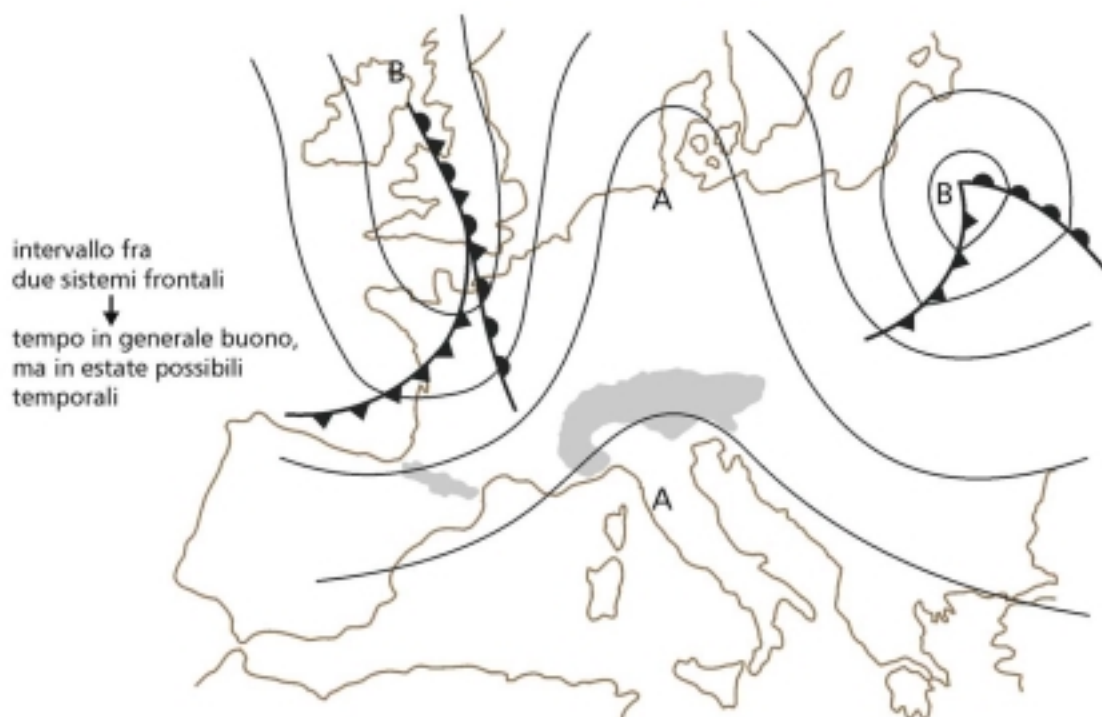 B
B
A
intervallo fra
due sistemi frontali
tempo in generale buono,
ma in estate possibili
temporali
A